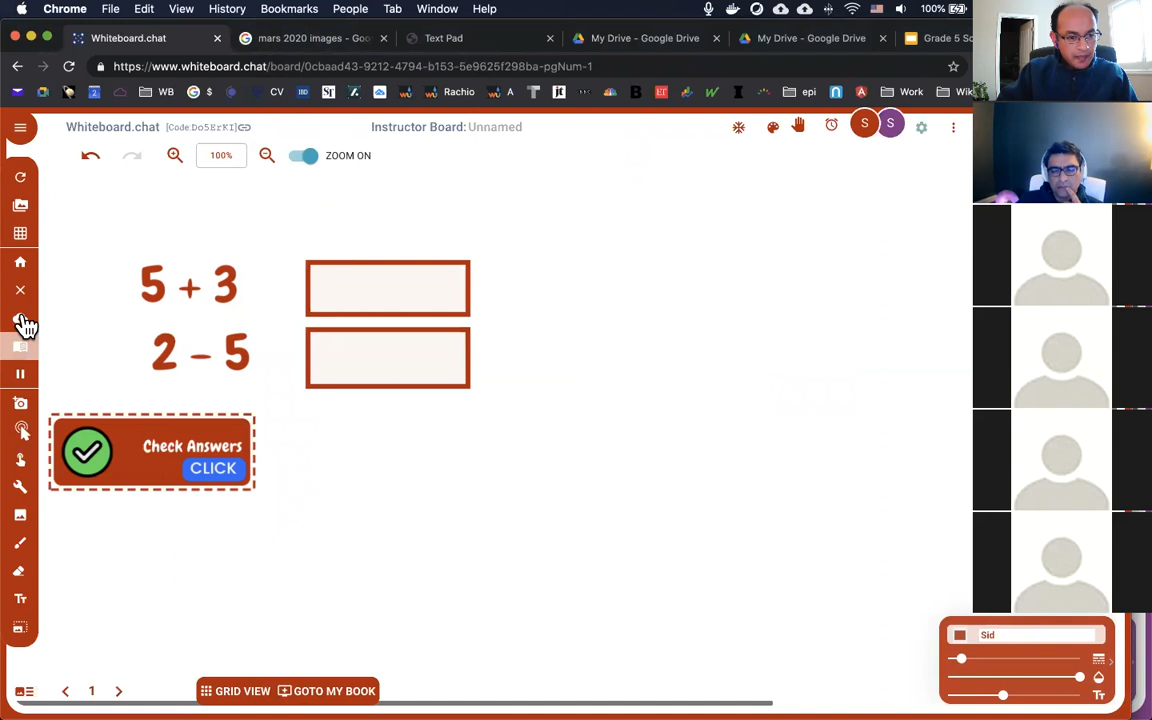 Chrome File Edit View History Bookmarks People Tab Window Help 100%
Whiteboard.chat mars 2020 images - Goo Text Pad My Drive - Google Drive My Drive - Google Drive Grade 5 Sc
https://www.whiteboard.chat/board/0cbaad43-9212-4794-b153-5e9625f298ba-pgNum-1
WB $ CV Rachio A epi Work Wik
Whiteboard.chat [Code:Do5ErKI] Instructor Board: Unnamed S S
100% ZOOM ON
5 + 3
2 - 5
Check Answers
CLICK
Sid
1 GRID VIEW GOTO MY BOOK